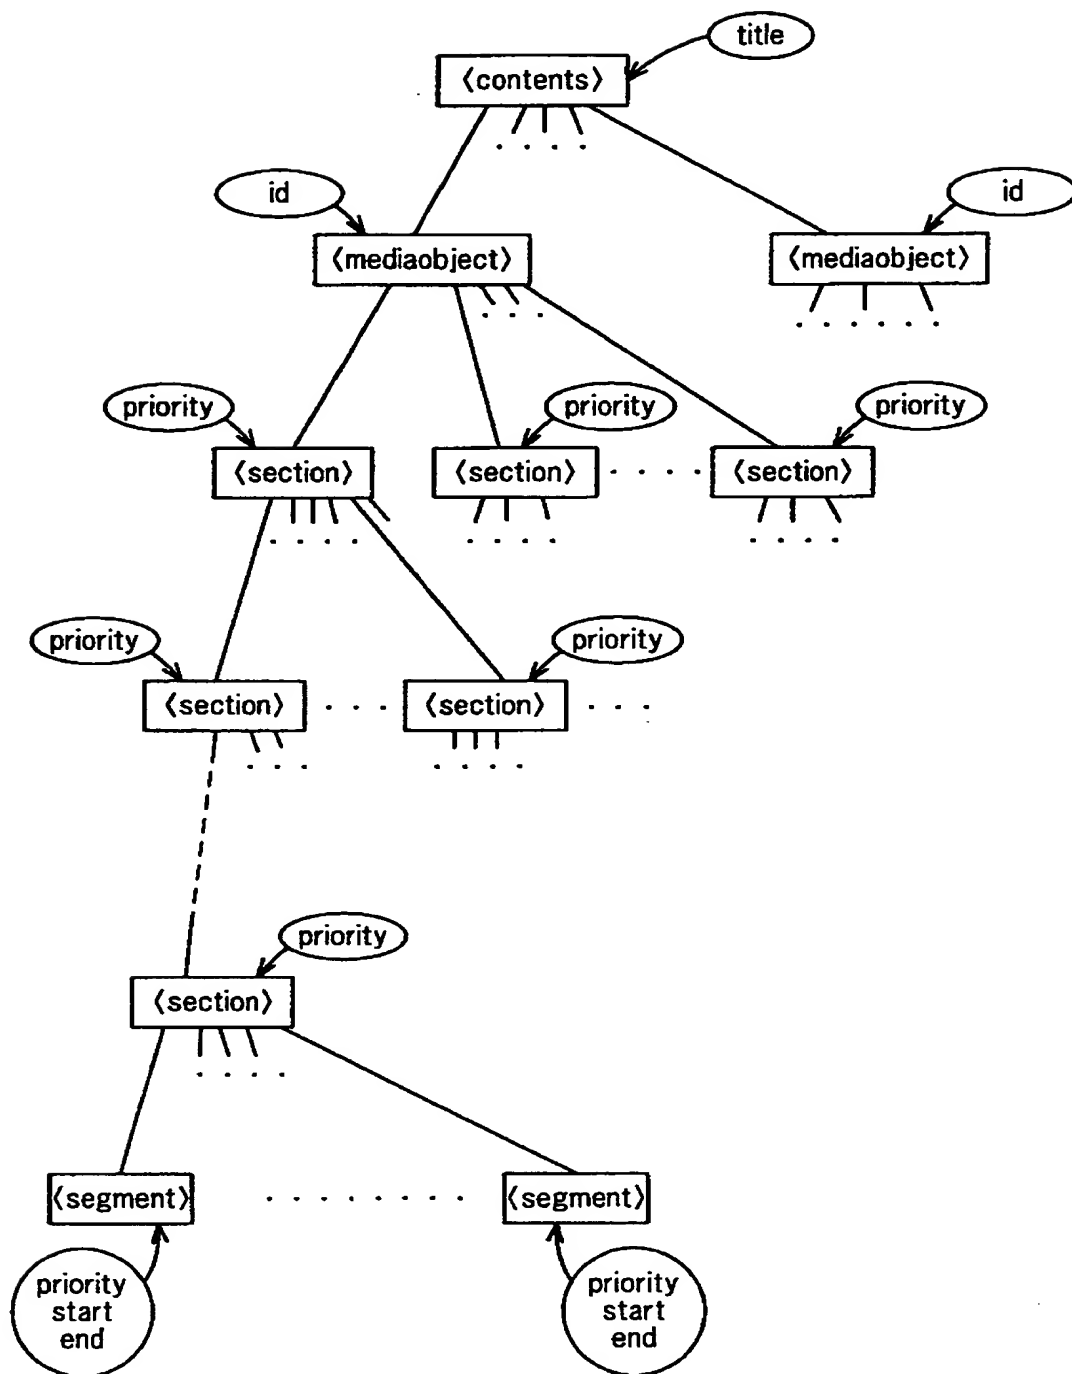 title
〈contents〉
id
id
〈mediaobject〉
〈mediaobject〉
priority
priority
priority
〈section〉
〈section〉
〈section〉
priority
priority
〈section〉
〈section〉
priority
〈section〉
〈segment〉
〈segment〉
priority
start
end
priority
start
end